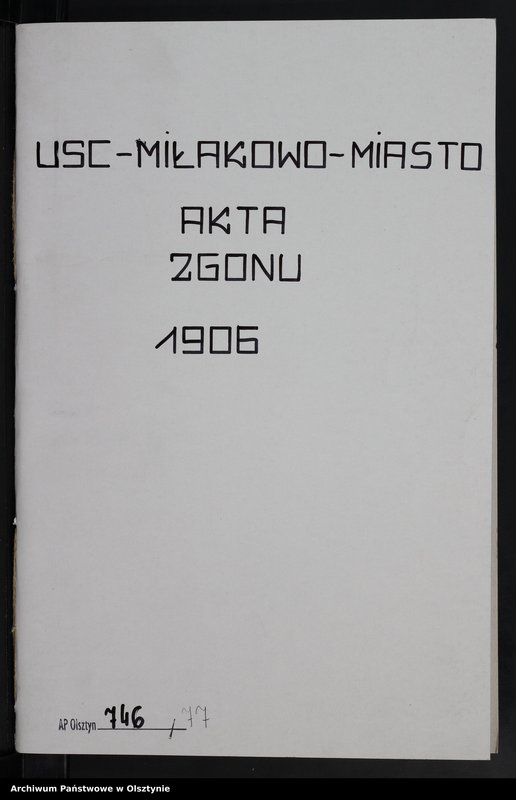 USC-MIŁAKOWO-MIASTO
AKTA
ZGONU
1906
AP Olsztyn 746 / 77
Archiwum Państwowe w Olsztynie